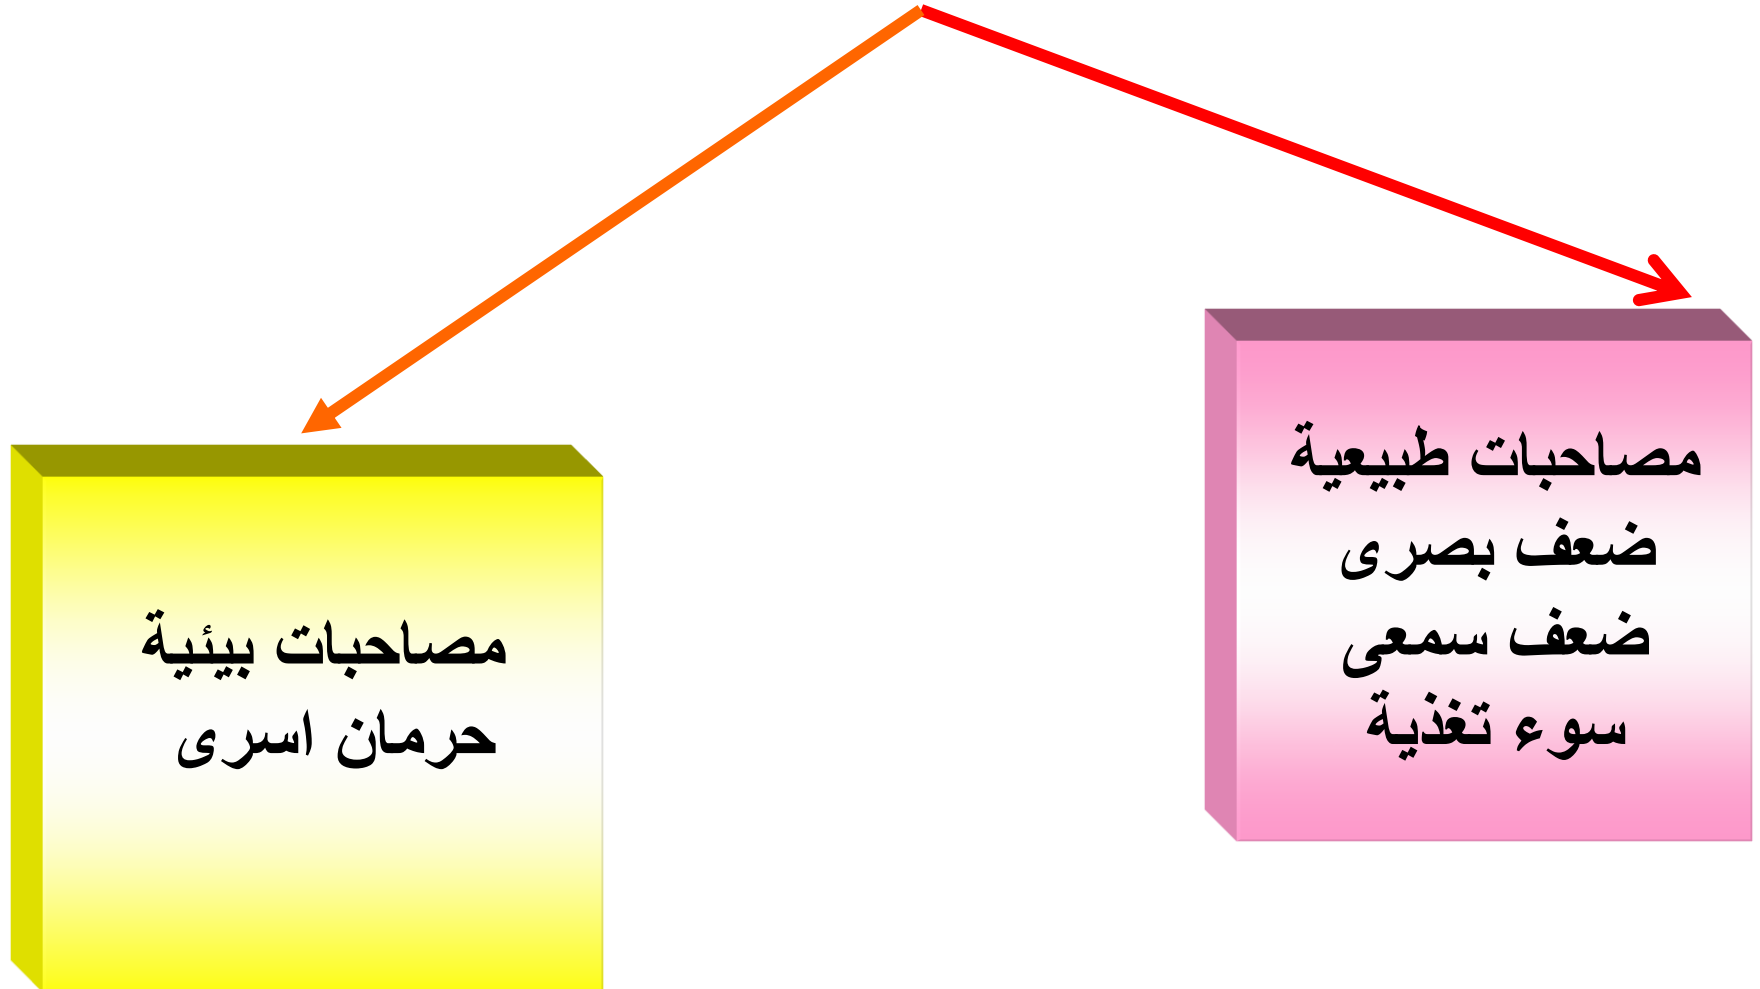 مصاحبات طبيعية
ضعف بصرى
ضعف سمعى
سوء تغذية
مصاحبات بيئية
حرمان اسرى